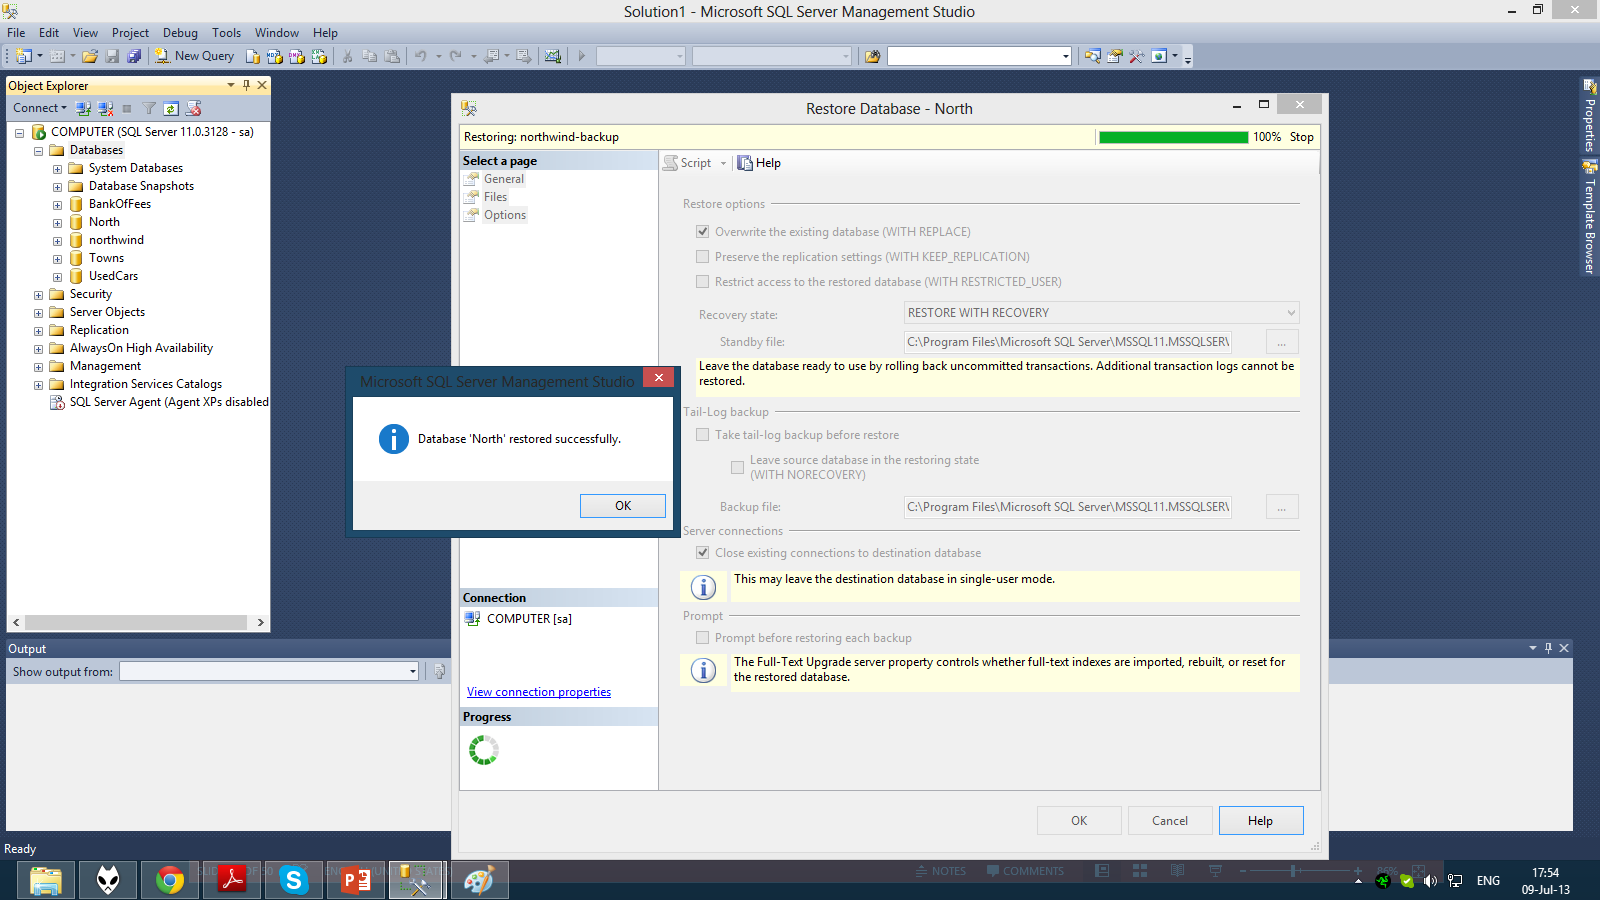 Solution1 - Microsoft SQL Server Management Studio
File Edit View Project Debug Tools Window Help
New Query
Object Explorer
Connect
COMPUTER (SQL Server 11.0.3128 - sa)
Databases
System Databases
Database Snapshots
BankOfFees
North
northwind
Towns
UsedCars
Security
Server Objects
Replication
AlwaysOn High Availability
Management
Integration Services Catalogs
SQL Server Agent (Agent XPs disabled
Restore Database - North
Restoring: northwind-backup
100% Stop
Select a page
General
Files
Options
Script Help
Restore options
Overwrite the existing database (WITH REPLACE)
Preserve the replication settings (WITH KEEP_REPLICATION)
Restrict access to the restored database (WITH RESTRICTED_USER)
Recovery state: RESTORE WITH RECOVERY
Standby file: C:\Program Files\Microsoft SQL Server\MSSQL11.MSSQLSER\ ...
Leave the database ready to use by rolling back uncommitted transactions. Additional transaction logs cannot be
restored.
Tail-Log backup
Take tail-log backup before restore
Leave source database in the restoring state
(WITH NORECOVERY)
Backup file: C:\Program Files\Microsoft SQL Server\MSSQL11.MSSQLSER\ ...
Server connections
Close existing connections to destination database
This may leave the destination database in single-user mode.
Prompt
Prompt before restoring each backup
The Full-Text Upgrade server property controls whether full-text indexes are imported, rebuilt, or reset for
the restored database.
Connection
COMPUTER [sa]
View connection properties
Progress
OK Cancel Help
Microsoft SQL Server Management Studio
Database 'North' restored successfully.
OK
Properties
Template Browser
Output
Show output from:
Ready
NOTES COMMENTS
ENG
17:54
09-Jul-13